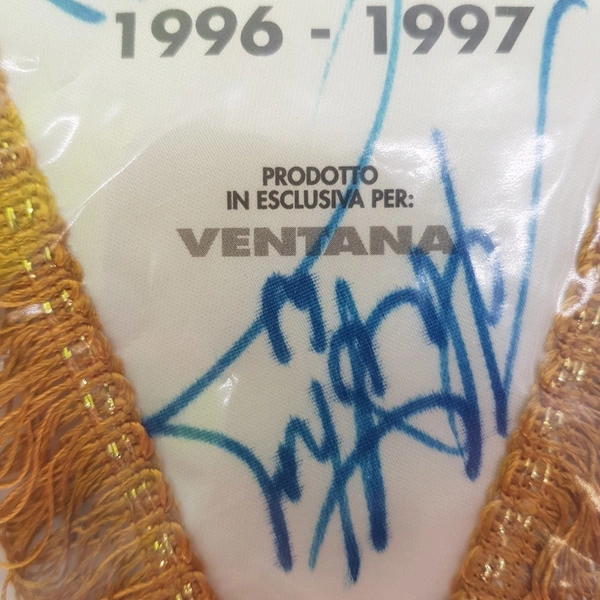 1996 - 1997
PRODOTTO
IN ESCLUSIVA PER:
VENTANA